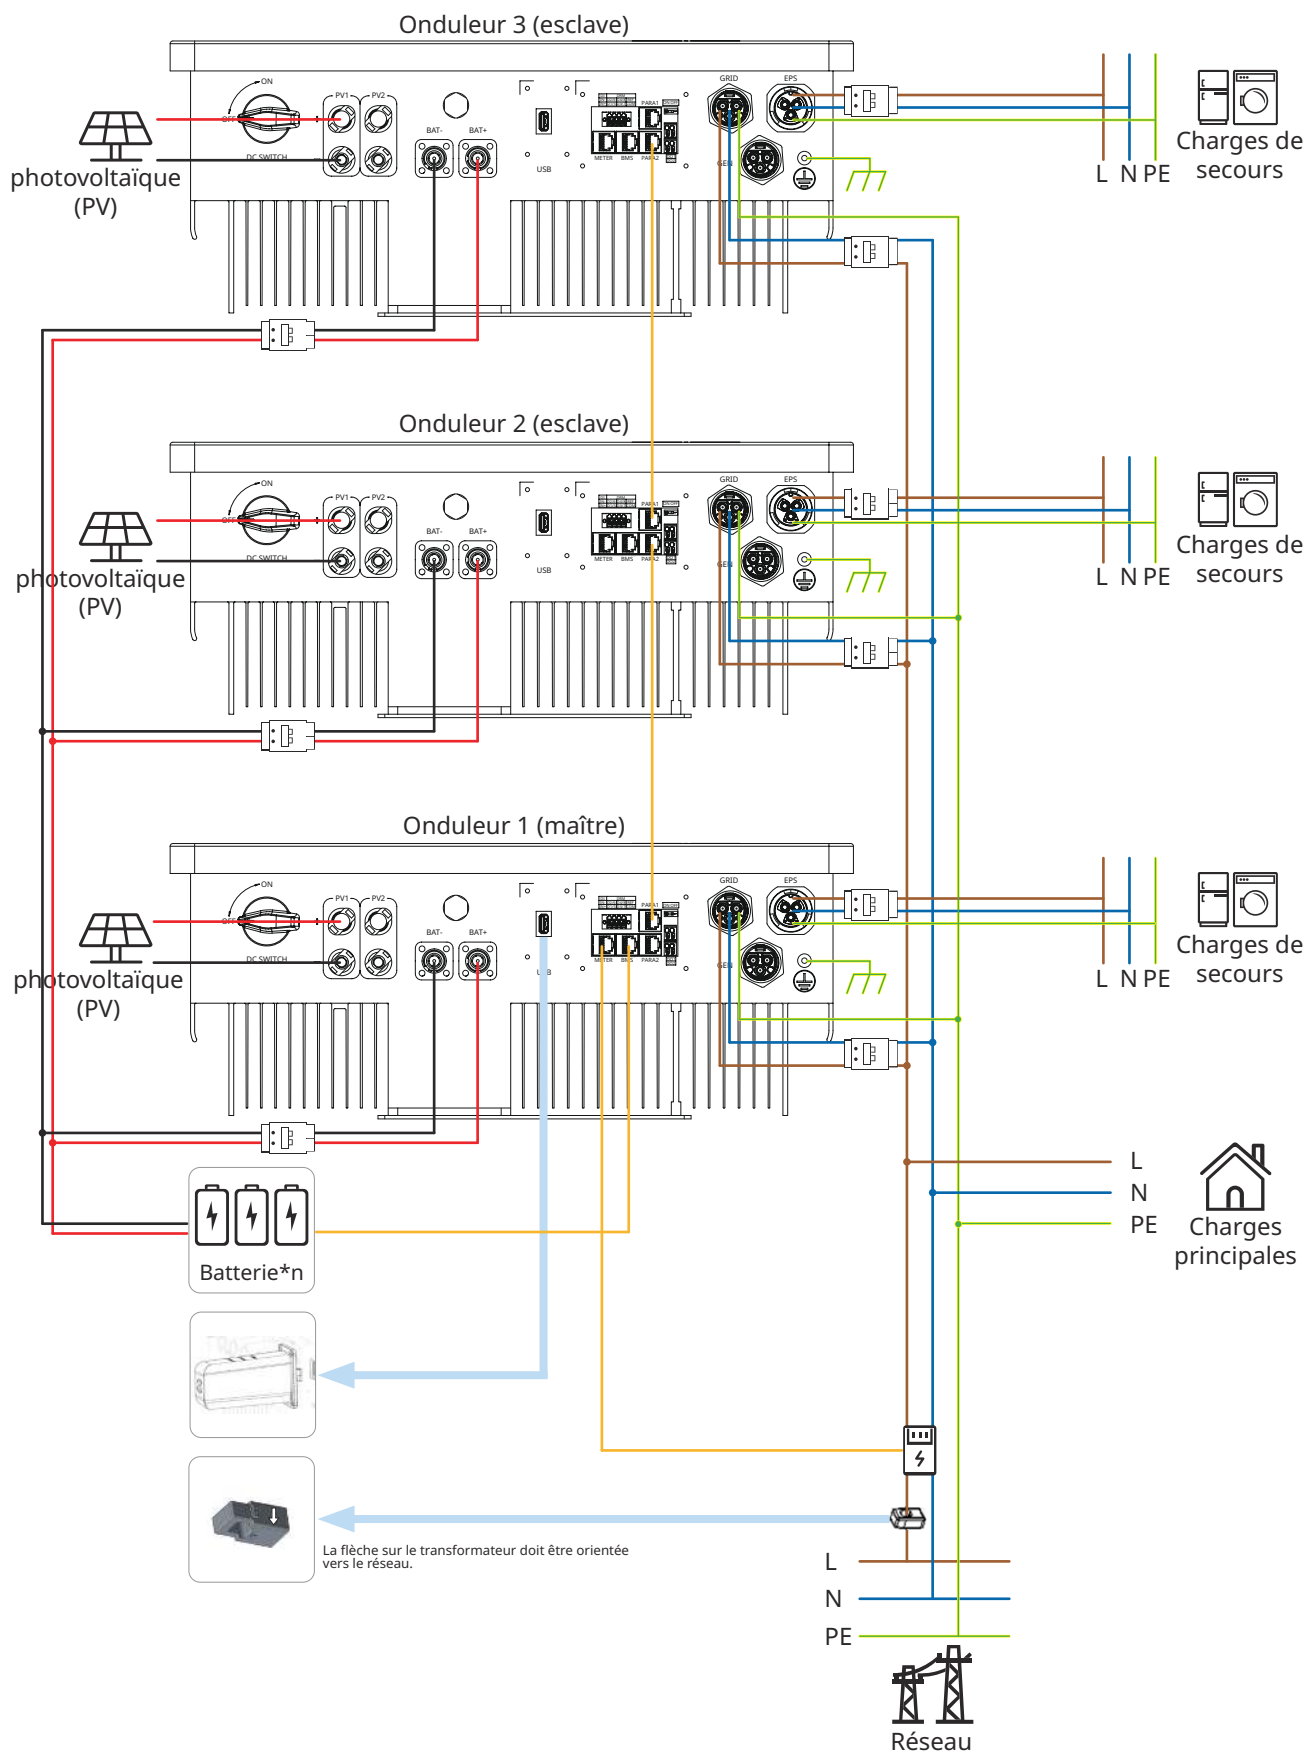 Onduleur 3 (esclave)
ON
OFF
DC SWITCH
PV1
PV2
BAT-
BAT+
USB
PARA1
METER
BMS
PARA2
GRID
EPS
GEN
photovoltaïque
(PV)
L N PE
Charges de
secours
Onduleur 2 (esclave)
ON
OFF
DC SWITCH
PV1
PV2
BAT-
BAT+
USB
PARA1
METER
BMS
PARA2
GRID
EPS
GEN
photovoltaïque
(PV)
L N PE
Charges de
secours
Onduleur 1 (maître)
ON
OFF
DC SWITCH
PV1
PV2
BAT-
BAT+
USB
PARA1
METER
BMS
PARA2
GRID
EPS
GEN
photovoltaïque
(PV)
L N PE
Charges de
secours
L
N
PE
Charges
principales
Batterie*n
La flèche sur le transformateur doit être orientée
vers le réseau.
L
N
PE
Réseau